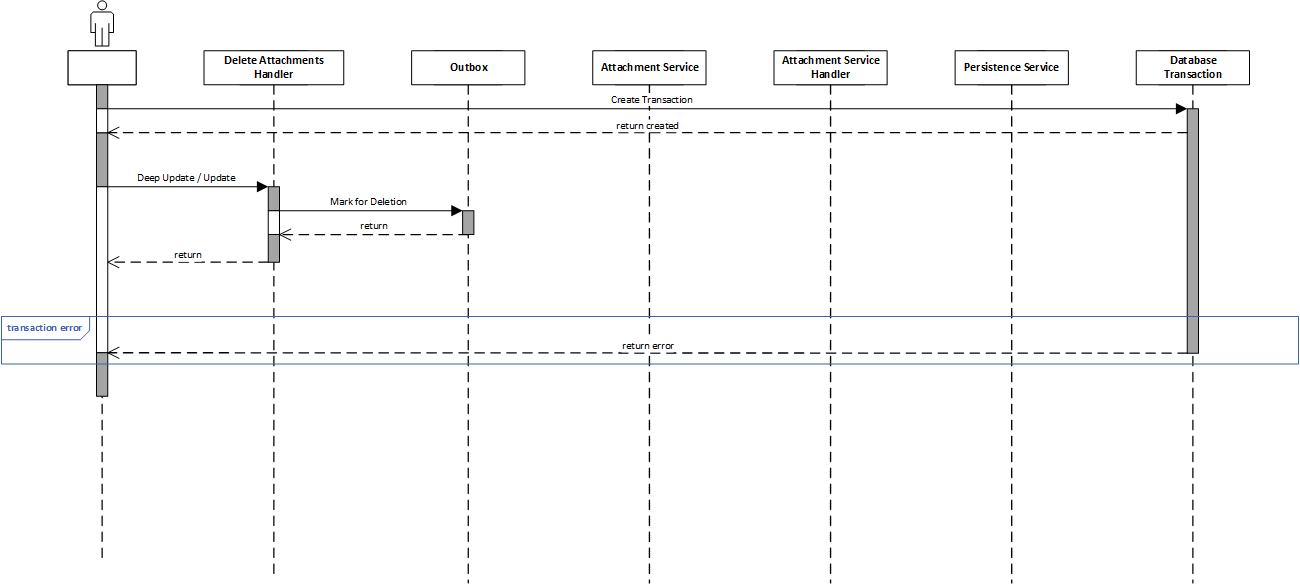 Delete Attachments
Handler
Outbox
Attachment Service
Attachment Service
Handler
Persistence Service
Database
Transaction
Create Transaction
return created
Deep Update / Update
Mark for Deletion
return
return
transaction error
return error